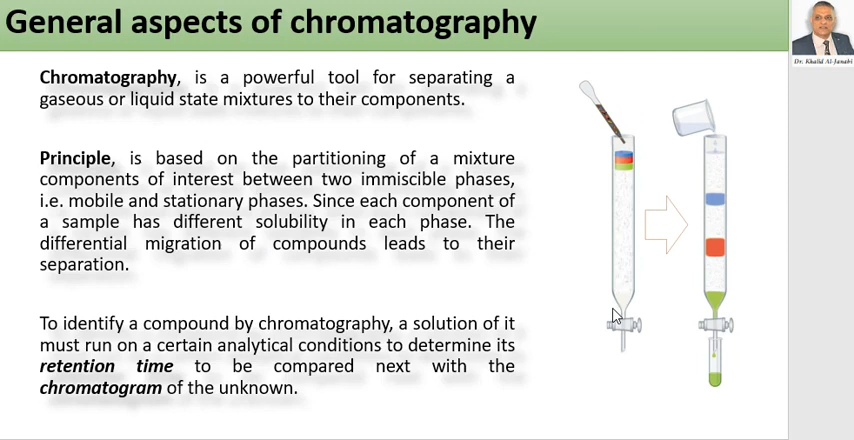 General aspects of chromatography
Dr. Khalid Al-Janabi
Chromatography, is a powerful tool for separating a
gaseous or liquid state mixtures to their components.
Principle, is based on the partitioning of a mixture
components of interest between two immiscible phases,
i.e. mobile and stationary phases. Since each component of
a sample has different solubility in each phase. The
differential migration of compounds leads to their
separation.
To identify a compound by chromatography, a solution of it
must run on a certain analytical conditions to determine its
retention time to be compared next with the
chromatogram of the unknown.